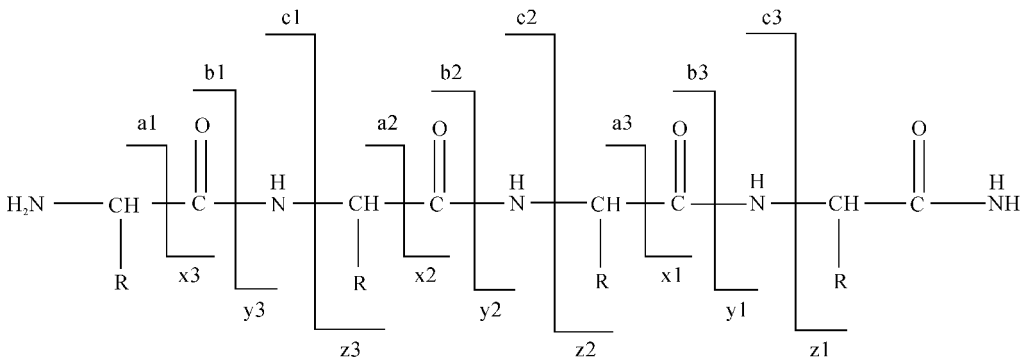 c1 c2 c3
b1 b2 b3
a1 O a2 O a3 O O
H H H H
H₂N CH C N CH C N CH C N CH C NH
R x3 R x2 R x1 R
y3 y2 y1
z3 z2 z1